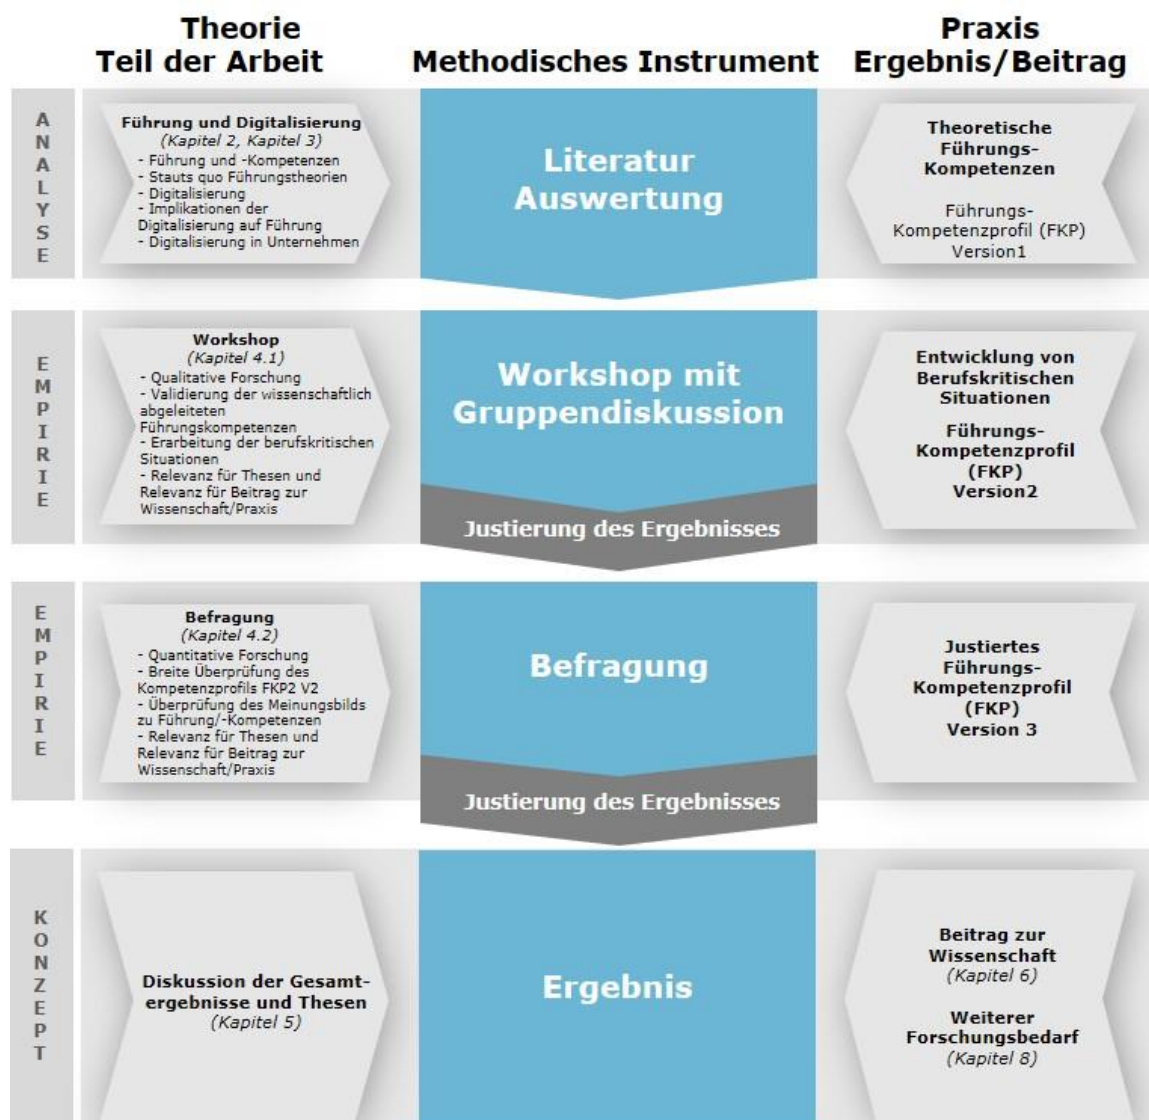 Theorie
Teil der Arbeit
Methodisches Instrument
Praxis
Ergebnis/Beitrag
ANALYSE
Führung und Digitalisierung
(Kapitel 2, Kapitel 3)
- Führung und -Kompetenzen
- Stauts quo Führungstheorien
- Digitalisierung
- Implikationen der
Digitalisierung auf Führung
- Digitalisierung in Unternehmen
Literatur
Auswertung
Theoretische
Führungs-
Kompetenzen
Führungs-
Kompetenzprofil (FKP)
Version1
EMPIRIE
Workshop
(Kapitel 4.1)
- Qualitative Forschung
- Validierung der wissenschaftlich
abgeleiteten
Führungskompetenzen
- Erarbeitung der berufskritischen
Situationen
- Relevanz für Thesen und
Relevanz für Beitrag zur
Wissenschaft/Praxis
Workshop mit
Gruppendiskussion
Justierung des Ergebnisses
Entwicklung von
Berufskritischen
Situationen
Führungs-
Kompetenzprofil
(FKP)
Version2
EMPIRIE
Befragung
(Kapitel 4.2)
- Quantitative Forschung
- Breite Überprüfung des
Kompetenzprofils FKP2 V2
- Überprüfung des Meinungsbilds
zu Führung/-Kompetenzen
- Relevanz für Thesen und
Relevanz für Beitrag zur
Wissenschaft/Praxis
Befragung
Justierung des Ergebnisses
Justiertes
Führungs-
Kompetenzprofil
(FKP)
Version 3
KONZEPT
Diskussion der Gesamt-
ergebnisse und Thesen
(Kapitel 5)
Ergebnis
Beitrag zur
Wissenschaft
(Kapitel 6)
Weiterer
Forschungsbedarf
(Kapitel 8)